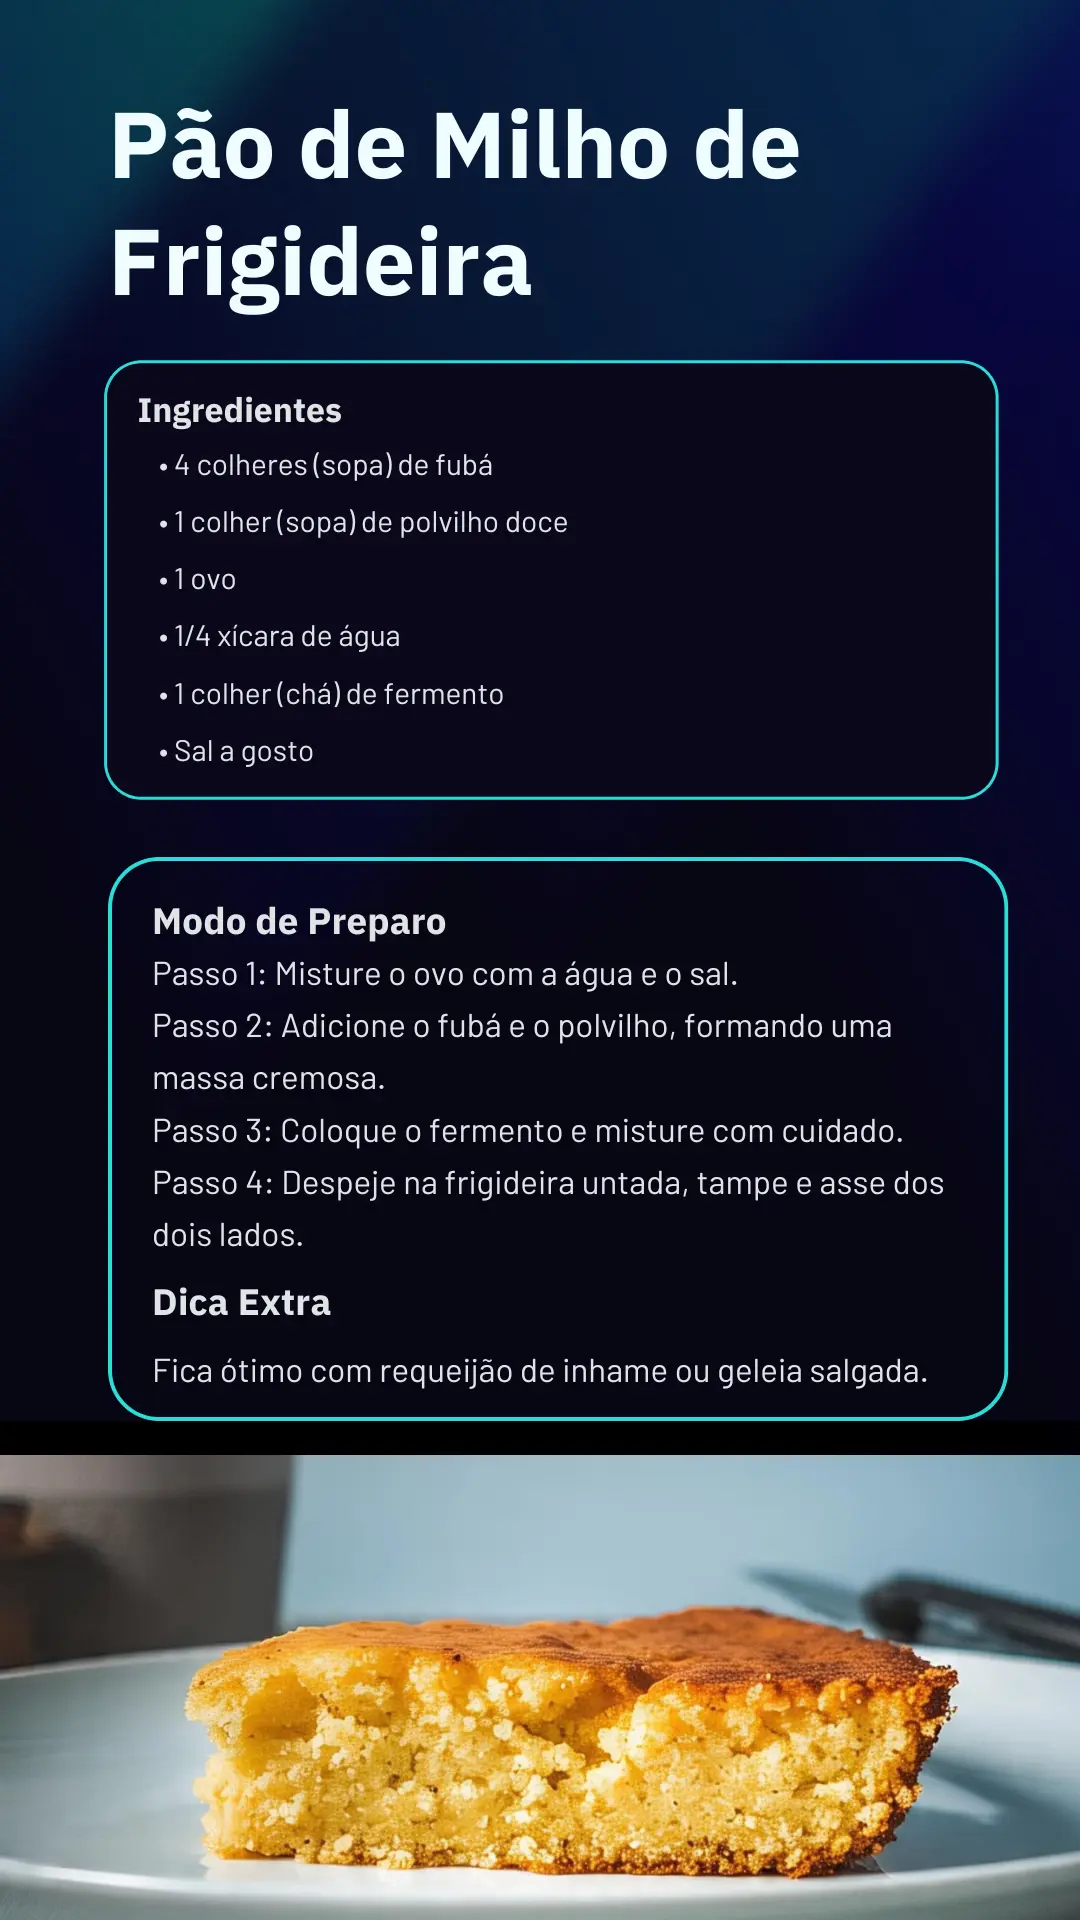 Pão de Milho de
Frigideira
Ingredientes
• 4 colheres (sopa) de fubá
• 1 colher (sopa) de polvilho doce
• 1 ovo
• 1/4 xícara de água
• 1 colher (chá) de fermento
• Sal a gosto
Modo de Preparo
Passo 1: Misture o ovo com a água e o sal.
Passo 2: Adicione o fubá e o polvilho, formando uma
massa cremosa.
Passo 3: Coloque o fermento e misture com cuidado.
Passo 4: Despeje na frigideira untada, tampe e asse dos
dois lados.
Dica Extra
Fica ótimo com requeijão de inhame ou geleia salgada.